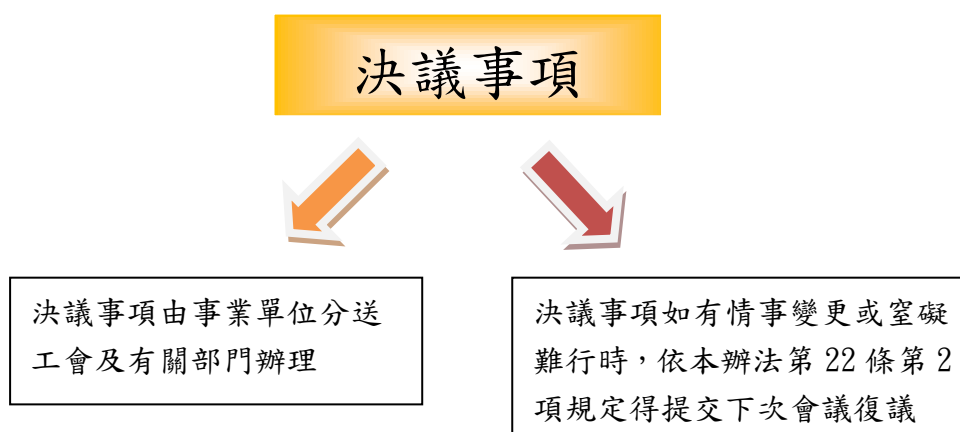 決議事項
決議事項由事業單位分送
工會及有關部門辦理
決議事項如有情事變更或窒礙
難行時，依本辦法第 22 條第 2
項規定得提交下次會議復議